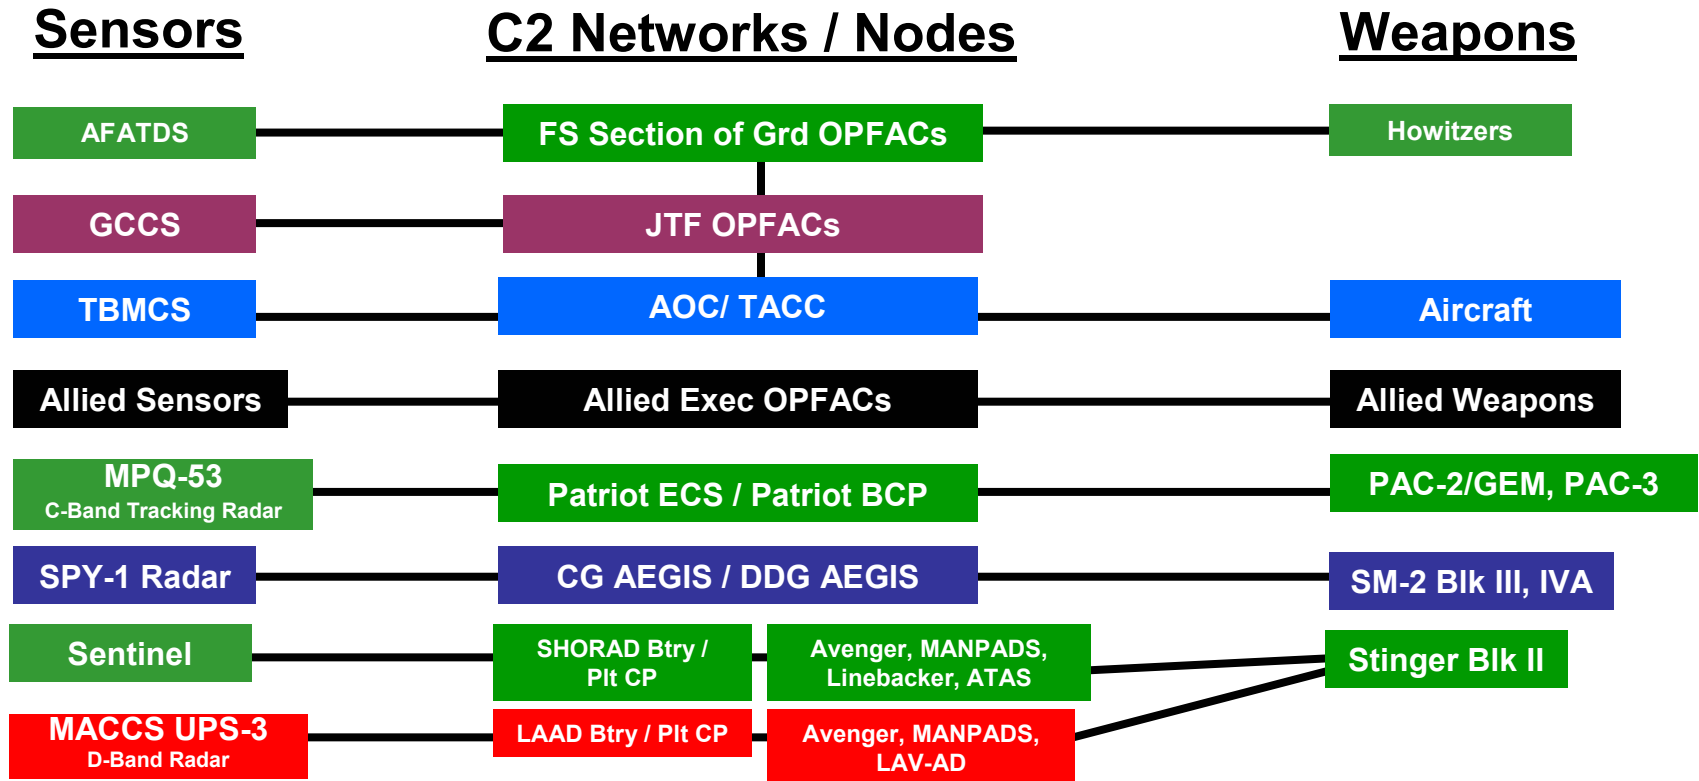 Sensors
C2 Networks / Nodes
Weapons
AFATDS
FS Section of Grd OPFACs
Howitzers
GCCS
JTF OPFACs
TBMCS
AOC/ TACC
Aircraft
Allied Sensors
Allied Exec OPFACs
Allied Weapons
MPQ-53
C-Band Tracking Radar
Patriot ECS / Patriot BCP
PAC-2/GEM, PAC-3
SPY-1 Radar
CG AEGIS / DDG AEGIS
SM-2 Blk III, IVA
Sentinel
SHORAD Btry /
Plt CP
Avenger, MANPADS,
Linebacker, ATAS
Stinger Blk II
MACCS UPS-3
D-Band Radar
LAAD Btry / Plt CP
Avenger, MANPADS,
LAV-AD